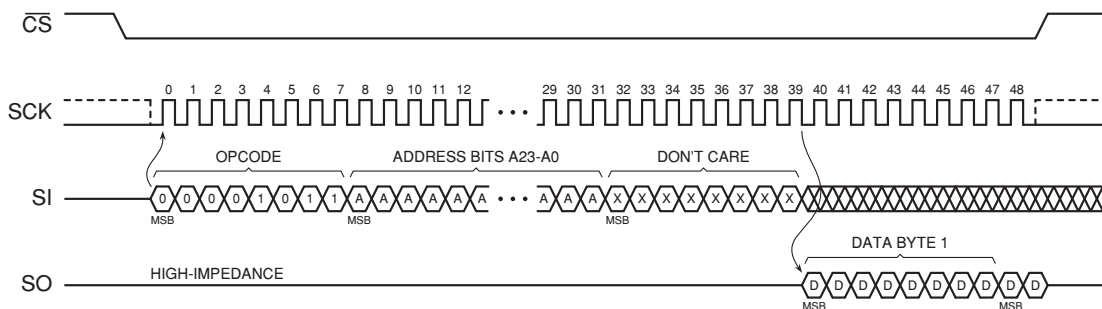 CS
0 1 2 3 4 5 6 7 8 9 10 11 12 29 30 31 32 33 34 35 36 37 38 39 40 41 42 43 44 45 46 47 48
SCK
OPCODE ADDRESS BITS A23-A0 DON'T CARE
SI 0 0 0 0 1 0 1 1 A A A A A A A A A X X X X X X X X
MSB MSB MSB
DATA BYTE 1
HIGH-IMPEDANCE
SO D D D D D D D D D D
MSB MSB